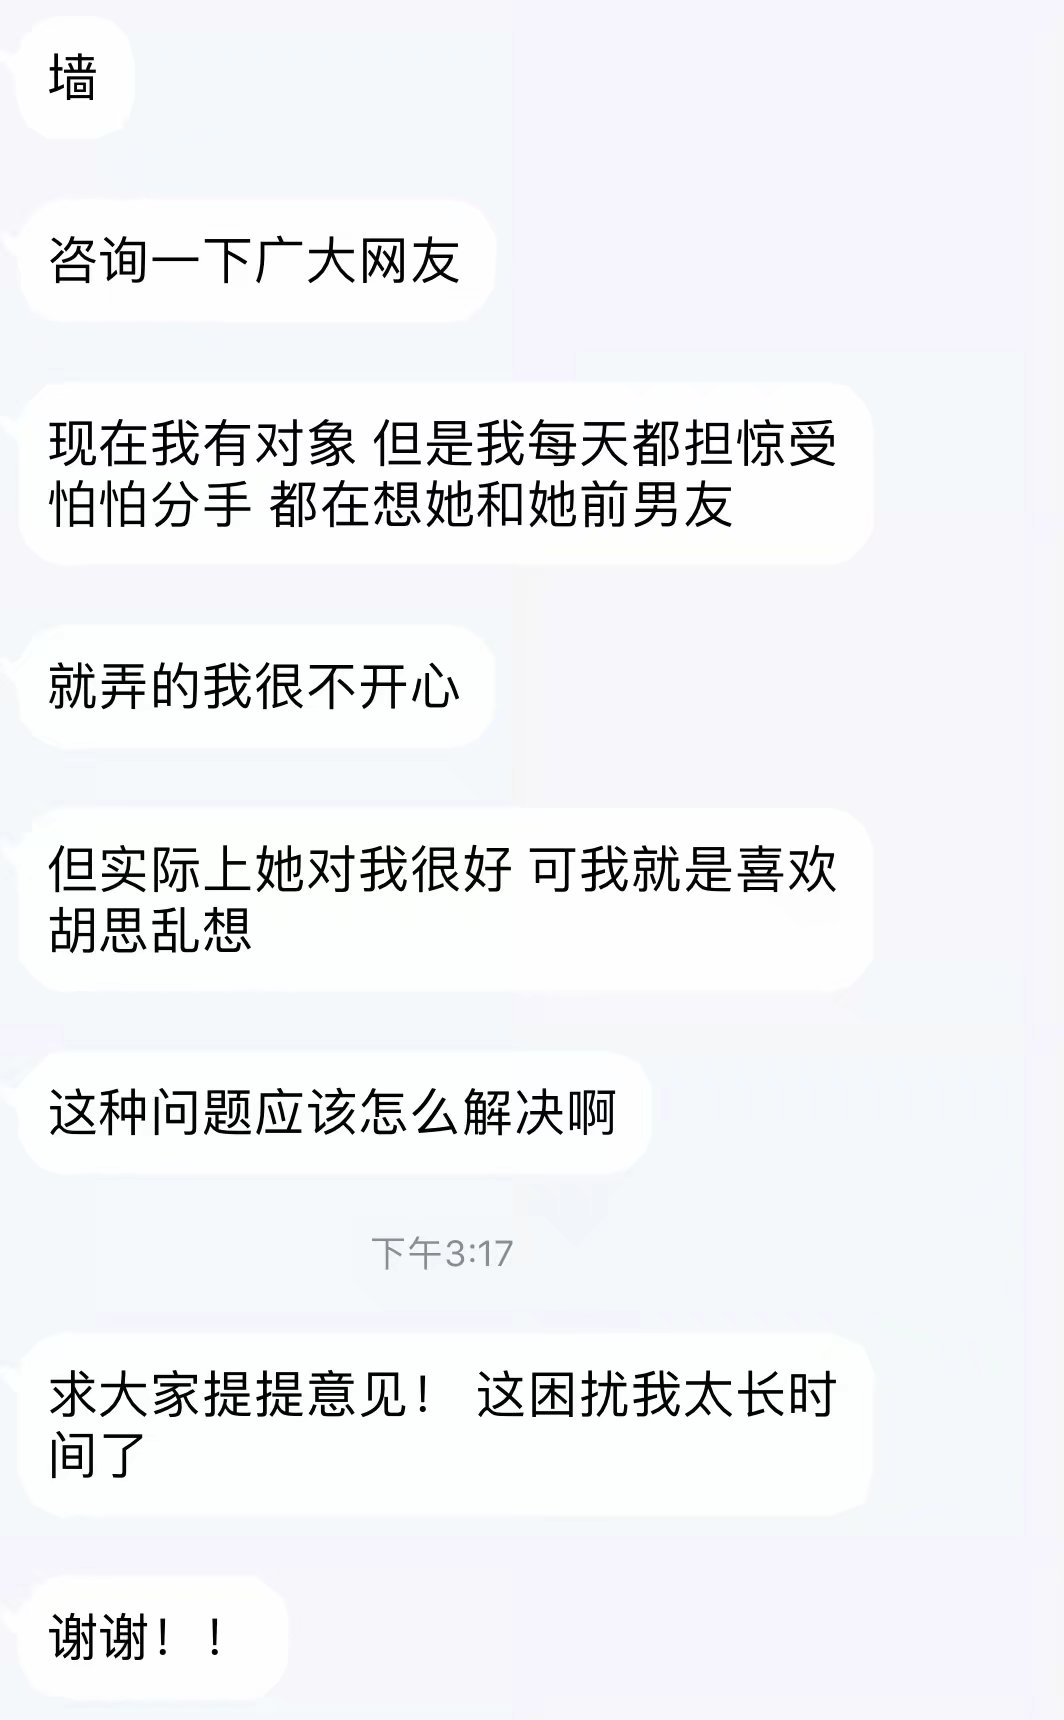 墙
咨询一下广大网友
现在我有对象 但是我每天都担惊受
怕怕分手 都在想她和她前男友
就弄的我很不开心
但实际上她对我很好 可我就是喜欢
胡思乱想
这种问题应该怎么解决啊
下午3:17
求大家提提意见！ 这困扰我太长时
间了
谢谢！！